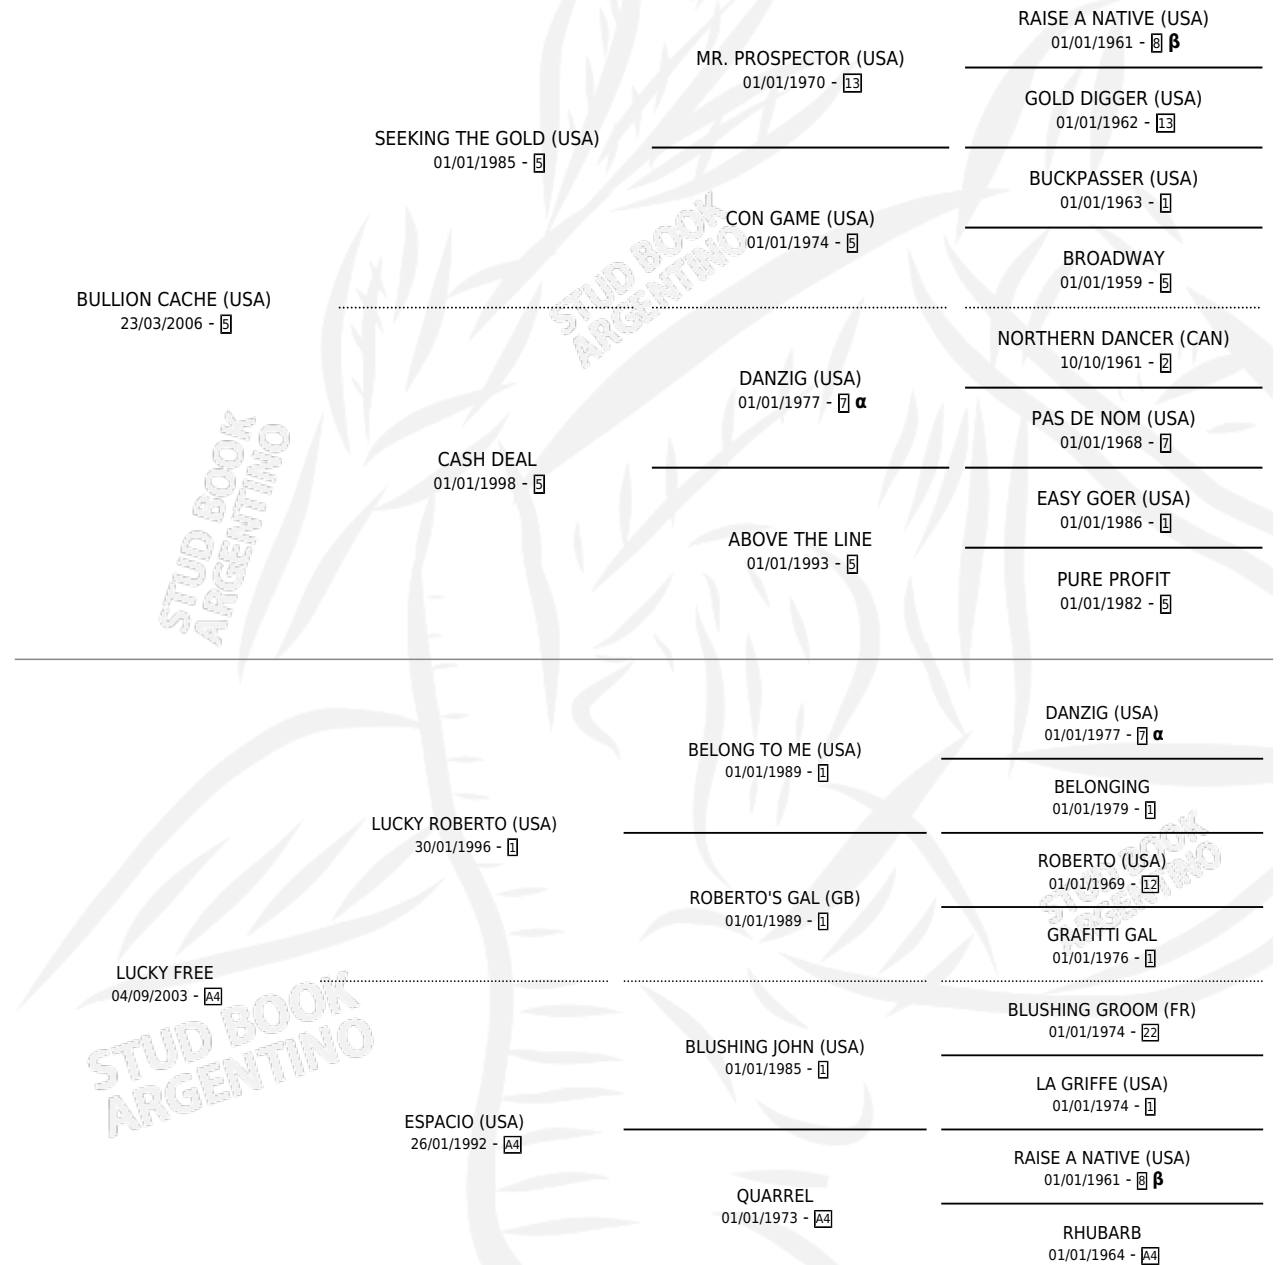 RAISE A NATIVE (USA)
01/01/1961 - 8 β
MR. PROSPECTOR (USA)
01/01/1970 - 13
GOLD DIGGER (USA)
01/01/1962 - 13
SEEKING THE GOLD (USA)
01/01/1985 - 5
BUCKPASSER (USA)
01/01/1963 - 1
CON GAME (USA)
01/01/1974 - 5
BROADWAY
01/01/1959 - 5
STUD BOOK
ARGENTINO
BULLION CACHE (USA)
23/03/2006 - 5
NORTHERN DANCER (CAN)
10/10/1961 - 2
DANZIG (USA)
01/01/1977 - 7 α
PAS DE NOM (USA)
01/01/1968 - 7
CASH DEAL
01/01/1998 - 5
EASY GOER (USA)
01/01/1986 - 1
ABOVE THE LINE
01/01/1993 - 5
PURE PROFIT
01/01/1982 - 5
STUD BOOK
ARGENTINO
DANZIG (USA)
01/01/1977 - 7 α
BELONG TO ME (USA)
01/01/1989 - 1
BELONGING
01/01/1979 - 1
LUCKY ROBERTO (USA)
30/01/1996 - 1
ROBERTO (USA)
01/01/1969 - 12
ROBERTO'S GAL (GB)
01/01/1989 - 1
GRAFITTI GAL
01/01/1976 - 1
STUD BOOK
ARGENTINO
LUCKY FREE
04/09/2003 - A4
BLUSHING GROOM (FR)
01/01/1974 - 22
BLUSHING JOHN (USA)
01/01/1985 - 1
LA GRIFFE (USA)
01/01/1974 - 1
STUD BOOK
ARGENTINO
ESPACIO (USA)
26/01/1992 - A4
RAISE A NATIVE (USA)
01/01/1961 - 8 β
QUARREL
01/01/1973 - A4
RHUBARB
01/01/1964 - A4